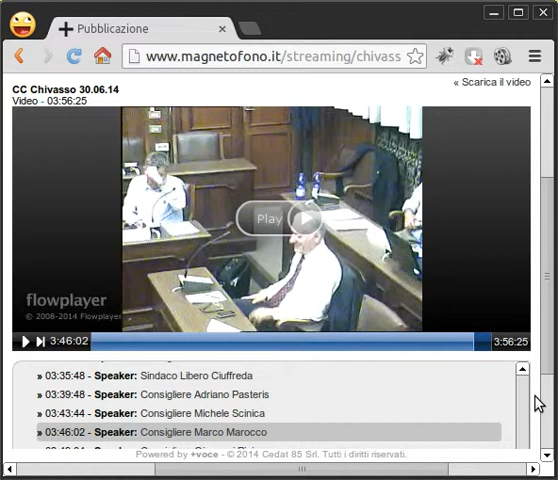 Pubblicazione
www.magnetofono.it/streaming/chivass
« Scarica il video
CC Chivasso 30.06.14
Video - 03:56:25
Play
flowplayer
© 2008-2014 Flowplayer
3:46:02
3:56:25
» 03:35:48 - Speaker: Sindaco Libero Ciuffreda
» 03:39:48 - Speaker: Consigliere Adriano Pasteris
» 03:43:44 - Speaker: Consigliere Michele Scinica
» 03:46:02 - Speaker: Consigliere Marco Marocco
Powered by +voce - © 2014 Cedat 85 Srl. Tutti i diritti riservati.